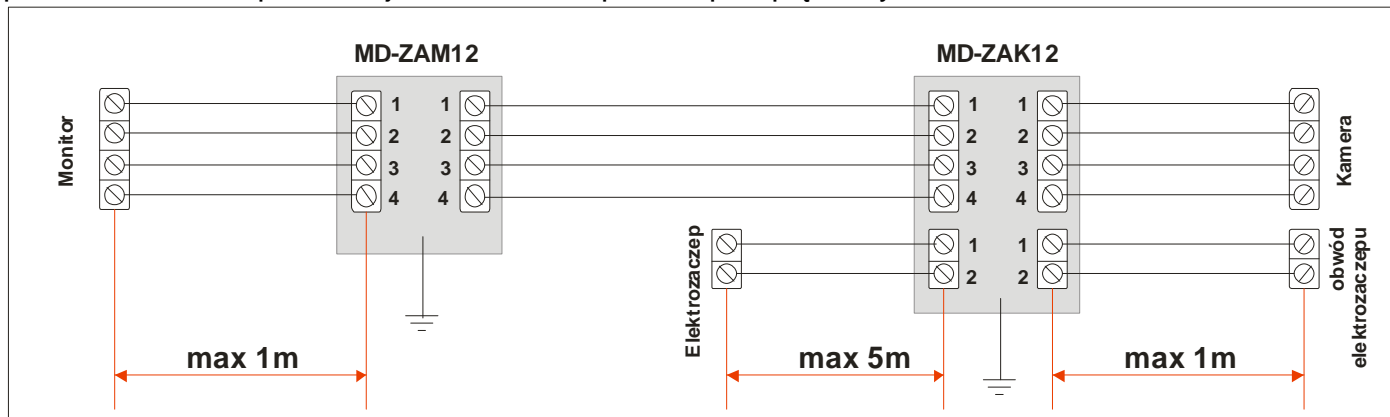 MD-ZAM12
MD-ZAK12
Monitor
1 1
2 2
3 3
4 4
1 1
2 2
3 3
4 4
Kamera
Elektrozaczep
1 1
2 2
obwód
elektrozaczepu
max 1m
max 5m
max 1m